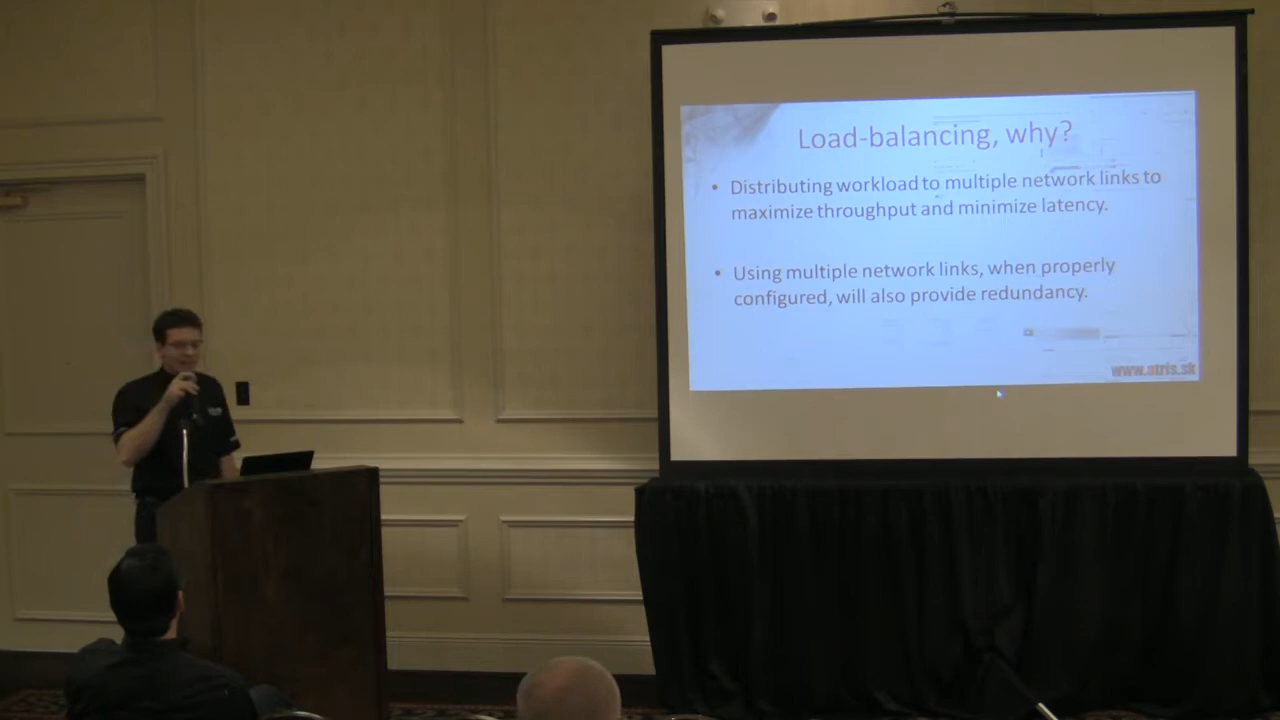 Load-balancing, why?
• Distributing workload to multiple network links to
maximize throughput and minimize latency.
• Using multiple network links, when properly
configured, will also provide redundancy.
www.atris.sk